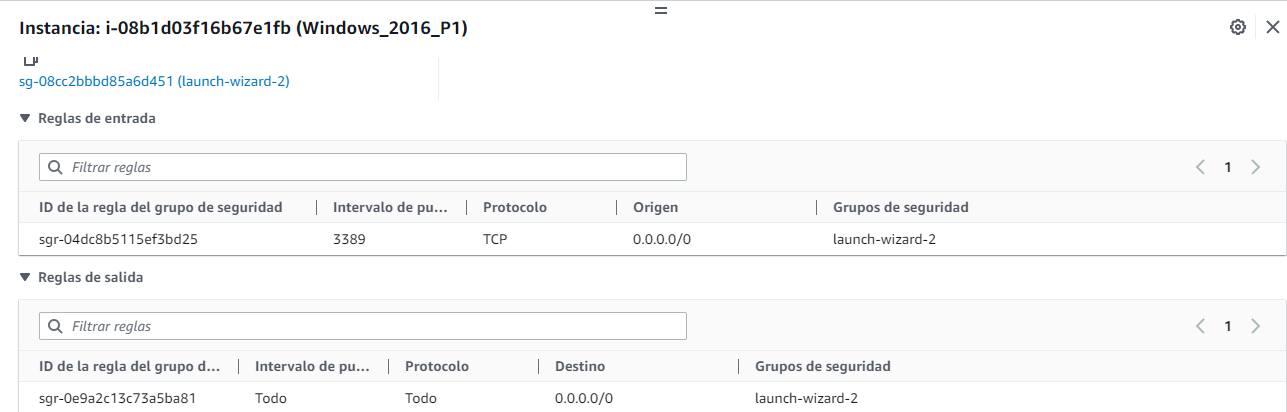 Instancia: i-08b1d03f16b67e1fb (Windows_2016_P1)
sg-08cc2bbbd85a6d451 (launch-wizard-2)
Reglas de entrada
Filtrar reglas 1
ID de la regla del grupo de seguridad Intervalo de pu... Protocolo Origen Grupos de seguridad
sgr-04dc8b5115ef3bd25 3389 TCP 0.0.0.0/0 launch-wizard-2
Reglas de salida
Filtrar reglas 1
ID de la regla del grupo d... Intervalo de pu... Protocolo Destino Grupos de seguridad
sgr-0e9a2c13c73a5ba81 Todo Todo 0.0.0.0/0 launch-wizard-2